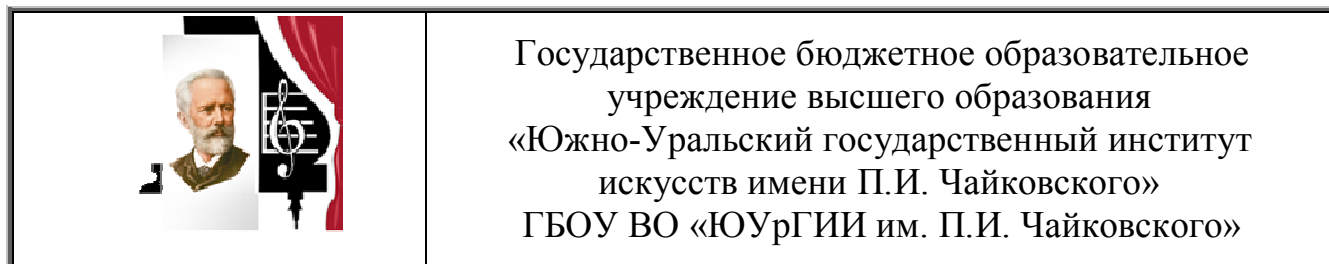 Государственное бюджетное образовательное
учреждение высшего образования
«Южно-Уральский государственный институт
искусств имени П.И. Чайковского»
ГБОУ ВО «ЮУрГИИ им. П.И. Чайковского»